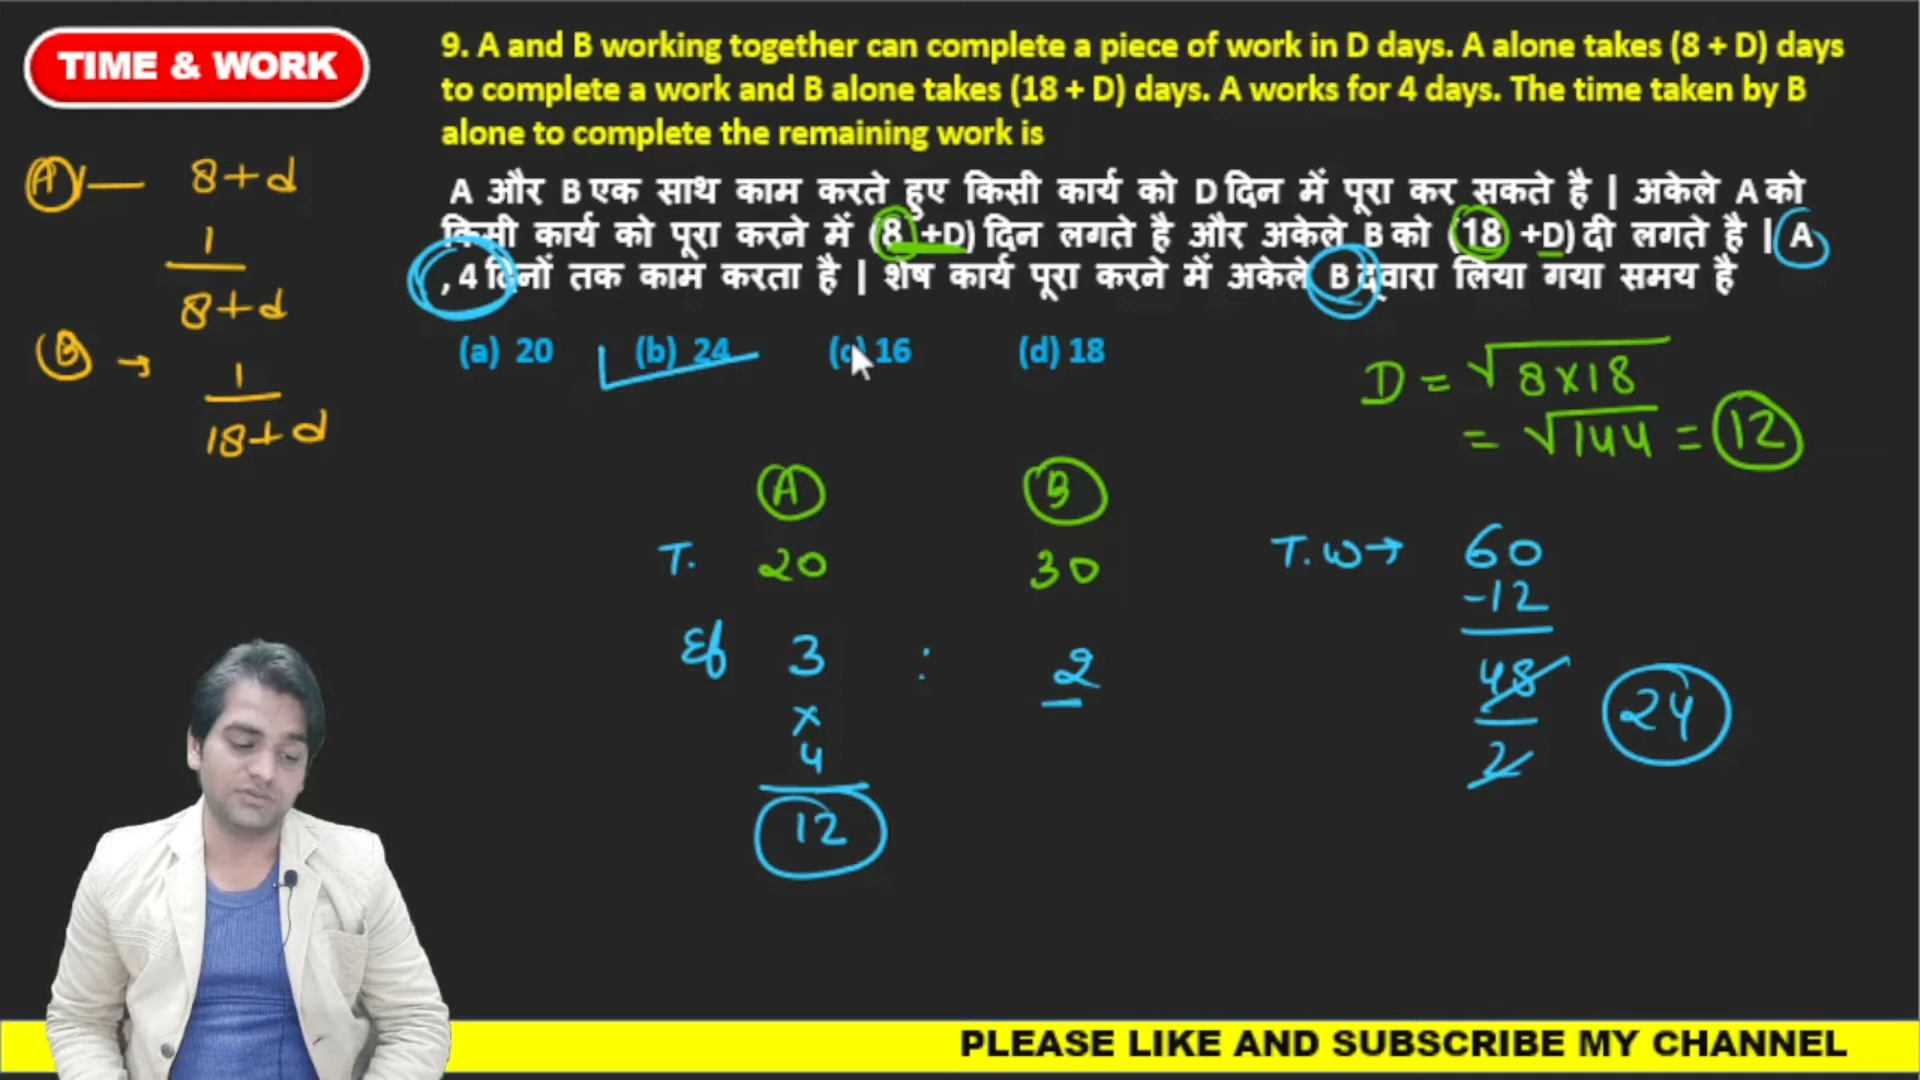 TIME & WORK
9. A and B working together can complete a piece of work in D days. A alone takes (8 + D) days
to complete a work and B alone takes (18 + D) days. A works for 4 days. The time taken by B
alone to complete the remaining work is
A और B एक साथ काम करते हुए किसी कार्य को D दिन में पूरा कर सकते है | अकेले A को
किसी कार्य को पूरा करने में (8 +D) दिन लगते है और अकेले B को (18 +D) दी लगते है | A
, 4 दिनों तक काम करता है | शेष कार्य पूरा करने में अकेले B द्वारा लिया गया समय है
(a) 20 (b) 24 (c) 16 (d) 18
A — 8+d
1
8+d
B →
1
18+d
D = √8×18
= √144 = 12
A B
T. 20 30
Ef 3 : 2
×
4
12
T.W→ 60
-12
48
2
24
PLEASE LIKE AND SUBSCRIBE MY CHANNEL